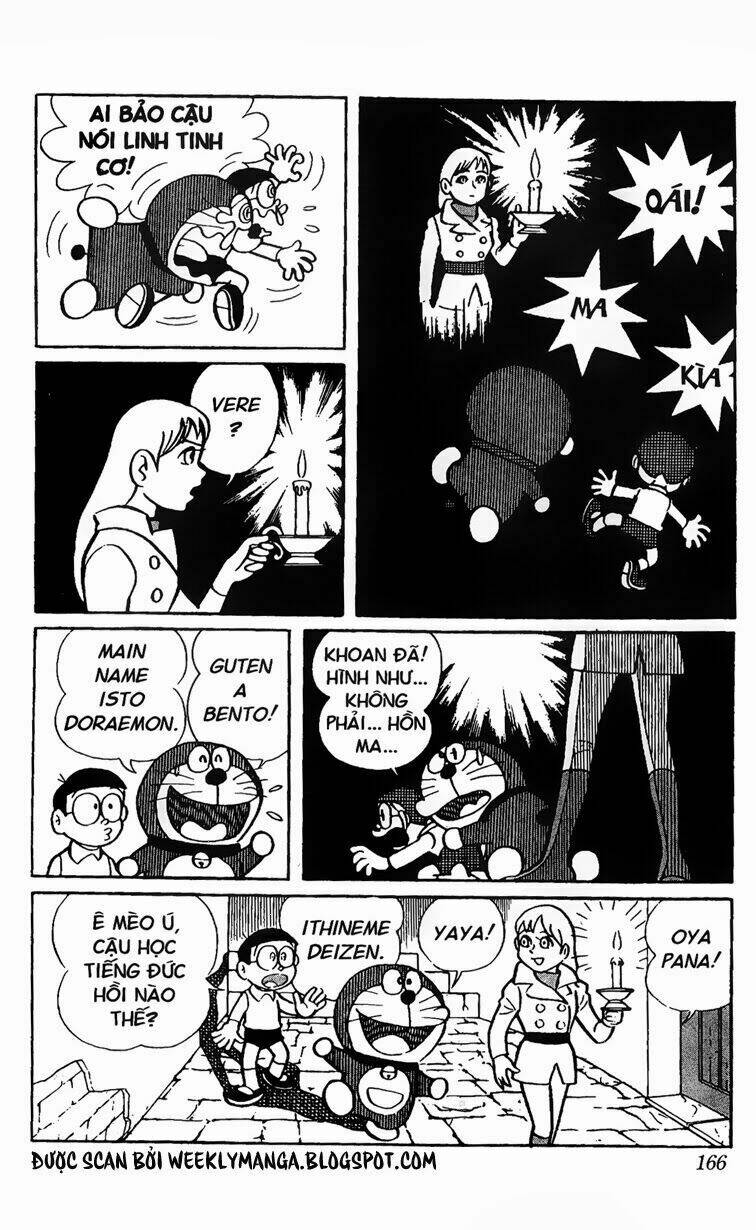 OÁI!
MA
KÌA
AI BẢO CẬU
NÓI LINH TINH
CƠ!
VERE
?
KHOAN ĐÃ!
HÌNH NHƯ...
KHÔNG
PHẢI... HỒN
MA...
GUTEN
A
BENTO!
MAIN
NAME
ISTO
DORAEMON.
OYA
PANA!
YAYA!
ITHINEME
DEIZEN.
Ê MÈO Ú,
CẬU HỌC
TIẾNG ĐỨC
HỒI NÀO
THẾ?
ĐƯỢC SCAN BỞI WEEKLYMANGA.BLOGSPOT.COM
166